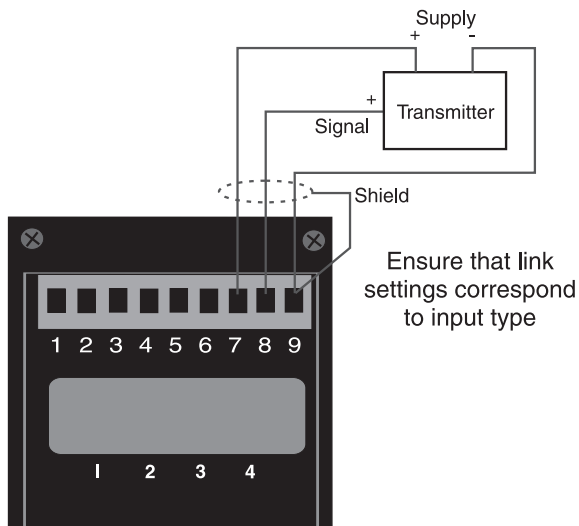 Supply
+ -
+
Transmitter
Signal
Shield
Ensure that link
settings correspond
to input type
1 2 3 4 5 6 7 8 9
1 2 3 4